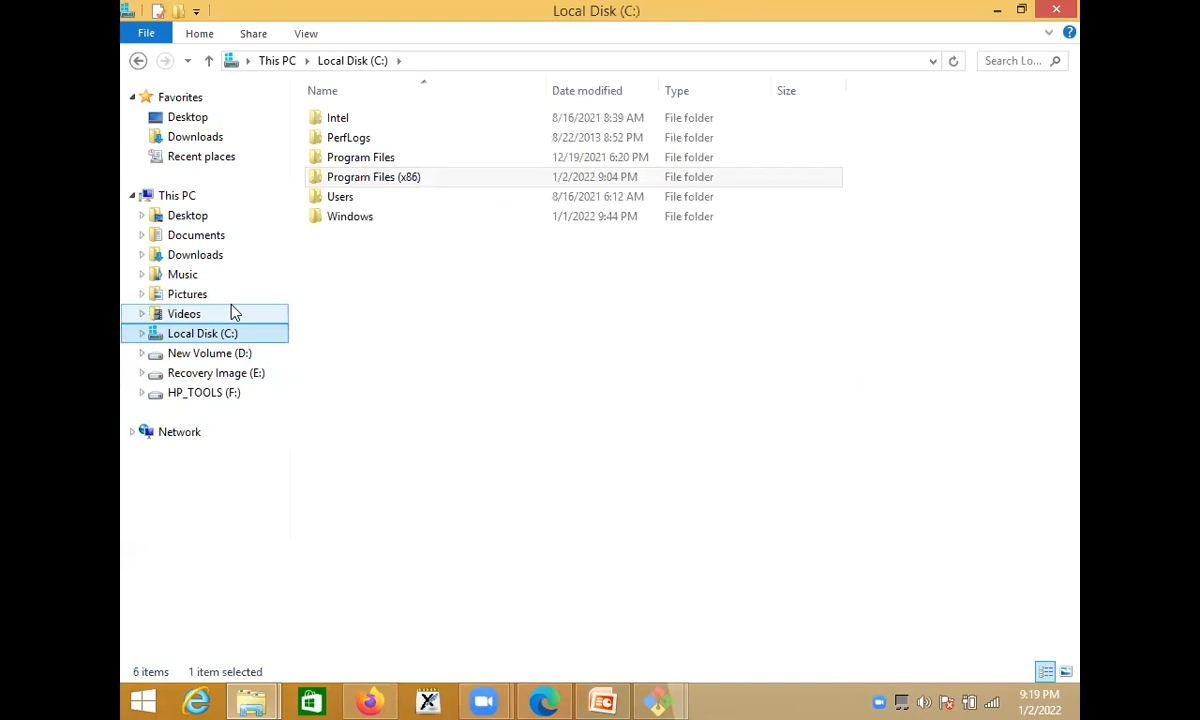 Local Disk (C:)
File Home Share View
This PC Local Disk (C:) Search Lo...
Name Date modified Type Size
Favorites
Desktop
Downloads
Recent places
This PC
Desktop
Documents
Downloads
Music
Pictures
Videos
Local Disk (C:)
New Volume (D:)
Recovery Image (E:)
HP_TOOLS (F:)
Network
Intel 8/16/2021 8:39 AM File folder
PerfLogs 8/22/2013 8:52 PM File folder
Program Files 12/19/2021 6:20 PM File folder
Program Files (x86) 1/2/2022 9:04 PM File folder
Users 8/16/2021 6:12 AM File folder
Windows 1/1/2022 9:44 PM File folder
6 items 1 item selected
9:19 PM
1/2/2022